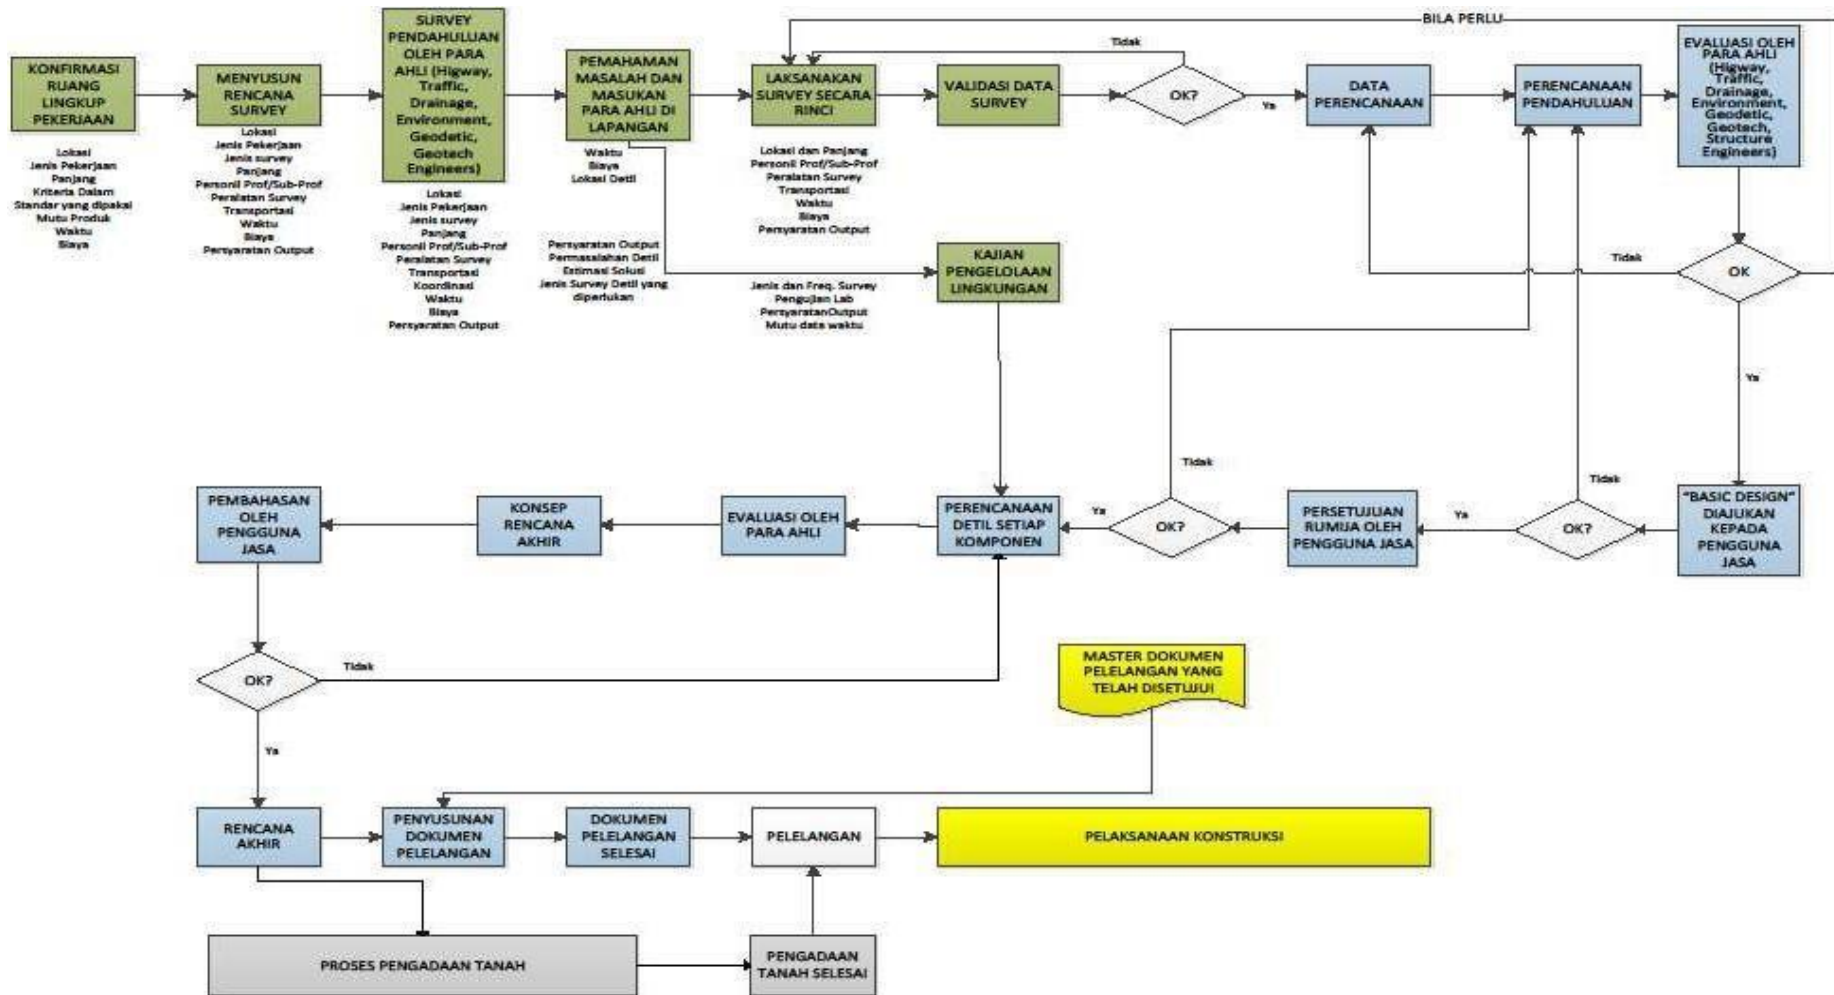 BILA PERLU
KONFIRMASI
RUANG
LINGKUP
PEKERJAAN
Lokasi
Jenis Pekerjaan
Panjang
Kriteria Dalam
Standar yang dipakai
Mutu Produk
Waktu
Biaya
MENYUSUN
RENCANA
SURVEY
Lokasi
Jenis Pekerjaan
Jenis survey
Panjang
Personil Prof/Sub-Prof
Peralatan Survey
Transportasi
Waktu
Biaya
Persyaratan Output
SURVEY
PENDAHULUAN
OLEH PARA
AHLI (Higway,
Traffic,
Drainage,
Environment,
Geodetic,
Geotech
Engineers)
Lokasi
Jenis Pekerjaan
Jenis survey
Panjang
Personil Prof/Sub-Prof
Peralatan Survey
Transportasi
Koordinasi
Waktu
Biaya
Persyaratan Output
PEMAHAMAN
MASALAH DAN
MASUKAN
PARA AHLI DI
LAPANGAN
Waktu
Biaya
Lokasi Detil
Persyaratan Output
Permasalahan Detil
Estimasi Solusi
Jenis Survey Detil yang
diperlukan
LAKSANAKAN
SURVEY SECARA
RINCI
Lokasi dan Panjang
Personil Prof/Sub-Prof
Peralatan Survey
Transportasi
Waktu
Biaya
Persyaratan Output
Jenis dan Freq. Survey
Pengujian Lab
PersyaratanOutput
Mutu data waktu
VALIDASI DATA
SURVEY
Tidak
OK?
Ya
DATA
PERENCANAAN
PERENCANAAN
PENDAHULUAN
EVALUASI OLEH
PARA AHLI
(Higway,
Traffic,
Drainage,
Environment,
Geodetic,
Geotech,
Structure
Engineers)
KAJIAN
PENGELOLAAN
LINGKUNGAN
Tidak
OK
Ya
"BASIC DESIGN"
DIAJUKAN
KEPADA
PENGGUNA
JASA
Tidak
OK?
Ya
PERSETUJUAN
RUMIJA OLEH
PENGGUNA JASA
Tidak
OK?
Ya
PERENCANAAN
DETIL SETIAP
KOMPONEN
EVALUASI OLEH
PARA AHLI
KONSEP
RENCANA
AKHIR
PEMBAHASAN
OLEH
PENGGUNA
JASA
OK?
Tidak
Ya
MASTER DOKUMEN
PELELANGAN YANG
TELAH DISETUJUI
RENCANA
AKHIR
PENYUSUNAN
DOKUMEN
PELELANGAN
DOKUMEN
PELELANGAN
SELESAI
PELELANGAN
PELAKSANAAN KONSTRUKSI
PROSES PENGADAAN TANAH
PENGADAAN
TANAH SELESAI